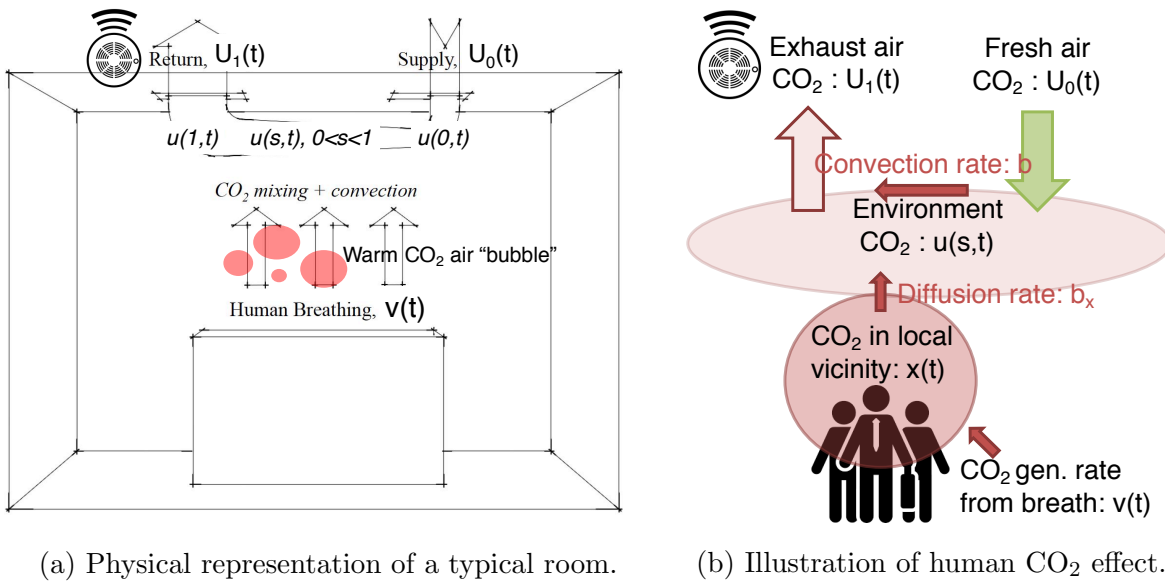 Return, U₁(t)
Supply, U₀(t)
u(1,t)
u(s,t), 0<s<1
u(0,t)
CO₂ mixing + convection
Warm CO₂ air “bubble”
Human Breathing, v(t)
(a) Physical representation of a typical room.
Exhaust air
CO₂ : U₁(t)
Fresh air
CO₂ : U₀(t)
Convection rate: b
Environment
CO₂ : u(s,t)
Diffusion rate: bₓ
CO₂ in local
vicinity: x(t)
CO₂ gen. rate
from breath: v(t)
(b) Illustration of human CO₂ effect.